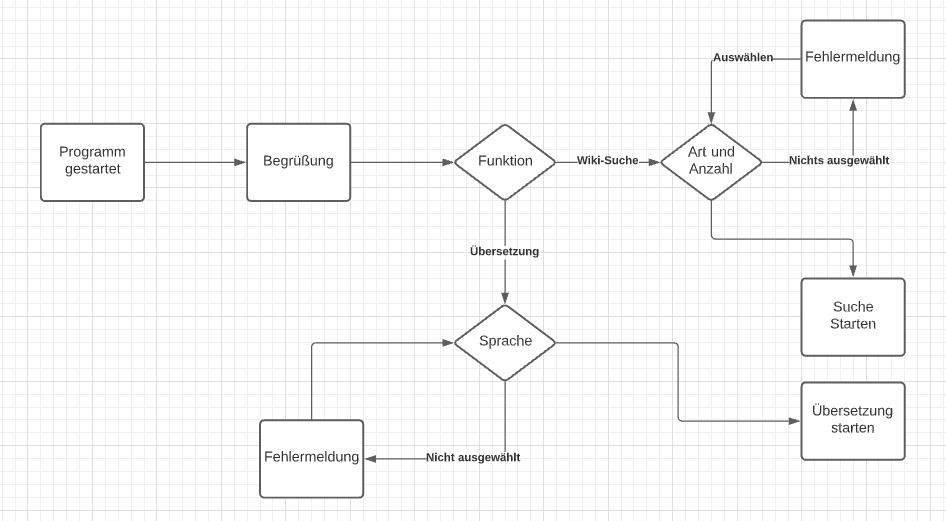 Auswählen
Fehlermeldung
Programm
gestartet
Begrüßung
Funktion
Wiki-Suche
Art und
Anzahl
Nichts ausgewählt
Übersetzung
Suche
Starten
Sprache
Übersetzung
starten
Fehlermeldung
Nicht ausgewählt